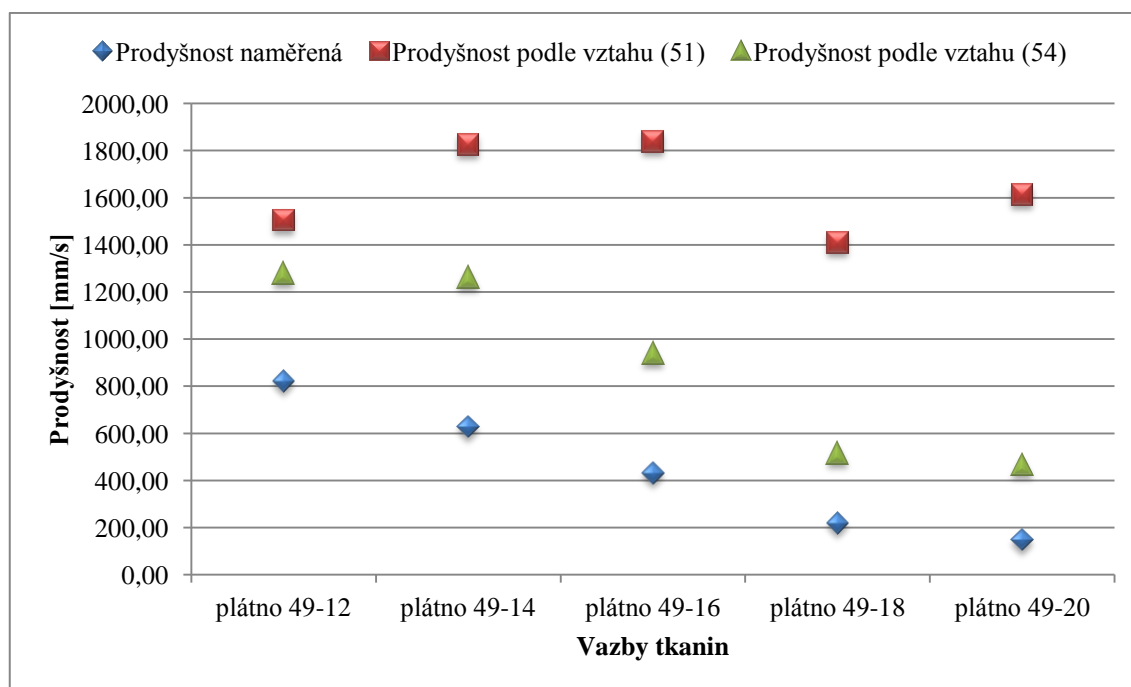 Prodyšnost naměřená Prodyšnost podle vztahu (51) Prodyšnost podle vztahu (54)
2000,00
1800,00
1600,00
1400,00
1200,00
1000,00
800,00
600,00
400,00
200,00
0,00
Prodyšnost [mm/s]
plátno 49-12 plátno 49-14 plátno 49-16 plátno 49-18 plátno 49-20
Vazby tkanin